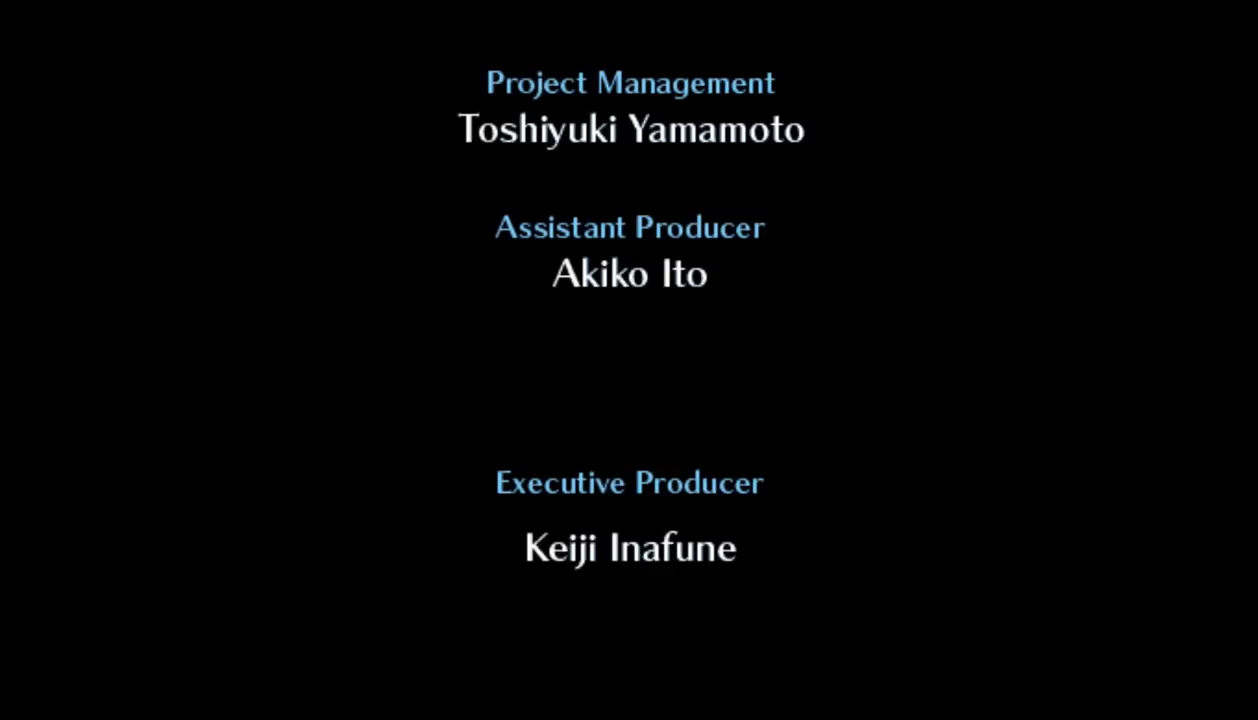 Project Management
Toshiyuki Yamamoto
Assistant Producer
Akiko Ito
Executive Producer
Keiji Inafune